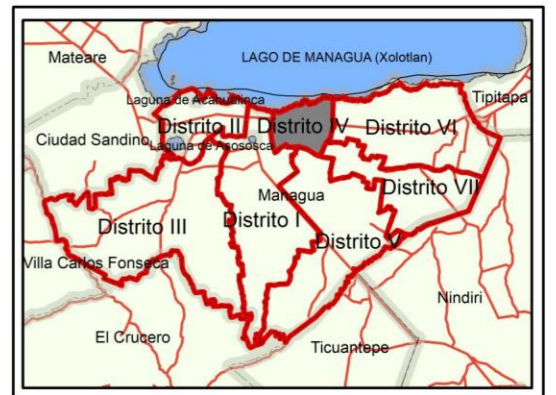 LAGO DE MANAGUA (Xolotlan)
Mateare
Tipitapa
Laguna de Acahualinca
Distrito II
Distrito IV
Distrito VI
Ciudad Sandino
Laguna de Asososca
Distrito VII
Managua
Distrito III
Distrito I
Distrito V
Villa Carlos Fonseca
Nindiri
El Crucero
Ticuantepe